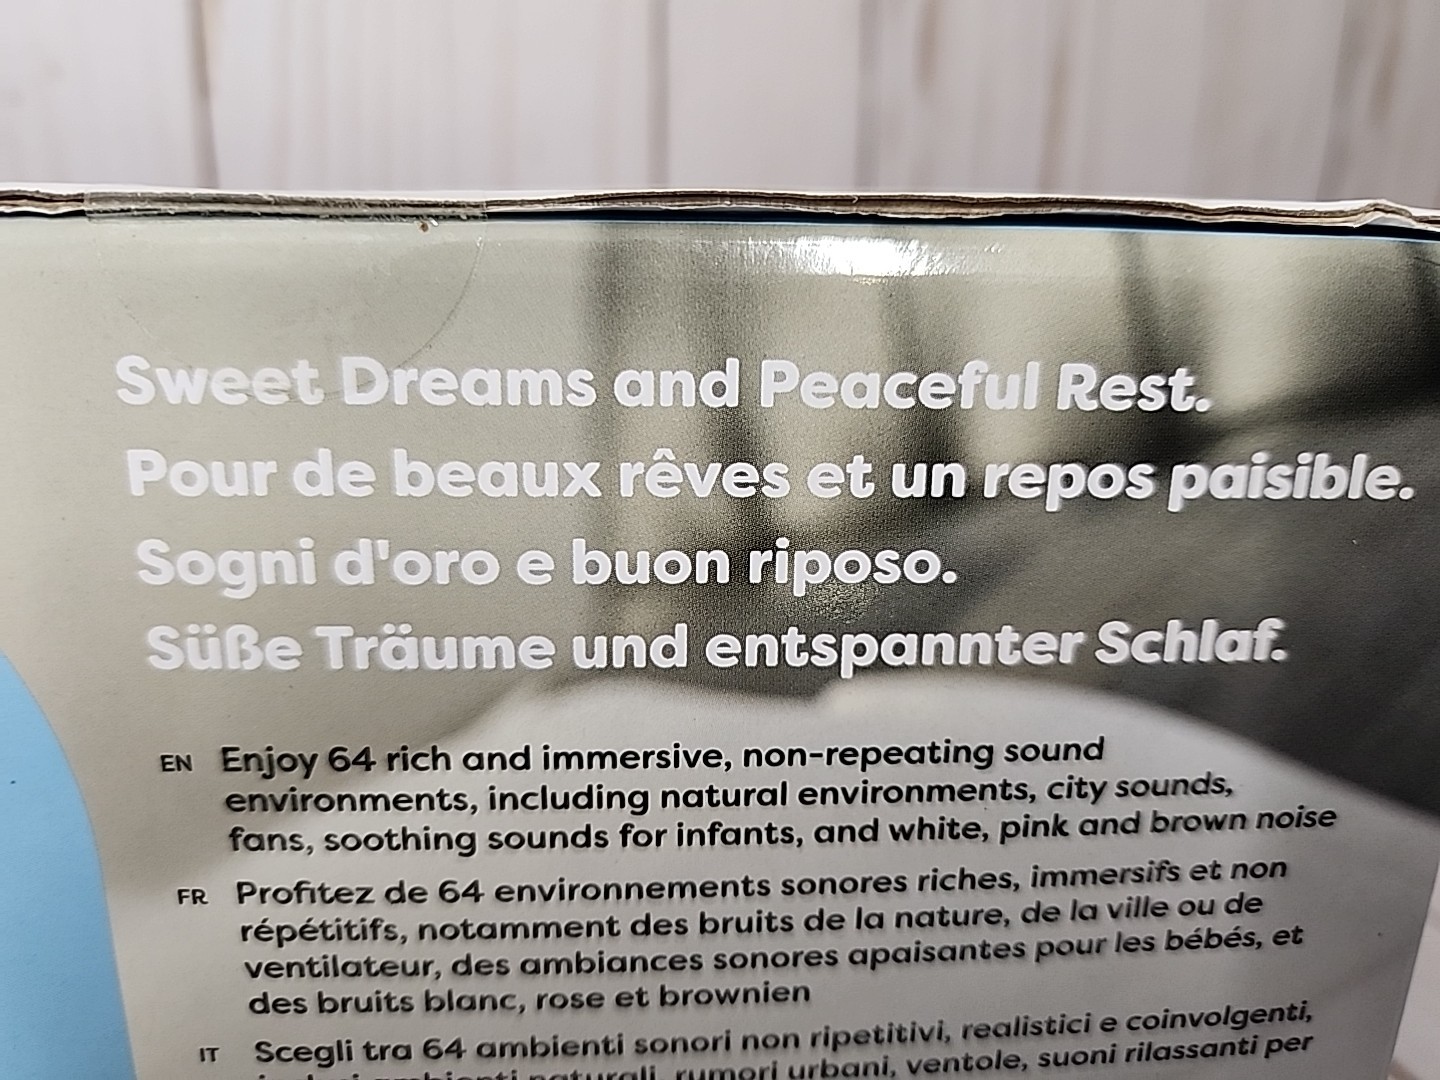 Sweet Dreams and Peaceful Rest.
Pour de beaux rêves et un repos paisible.
Sogni d'oro e buon riposo.
Süße Träume und entspannter Schlaf.
EN Enjoy 64 rich and immersive, non-repeating sound
environments, including natural environments, city sounds,
fans, soothing sounds for infants, and white, pink and brown noise
FR Profitez de 64 environnements sonores riches, immersifs et non
répétitifs, notamment des bruits de la nature, de la ville ou de
ventilateur, des ambiances sonores apaisantes pour les bébés, et
des bruits blanc, rose et brownien
IT Scegli tra 64 ambienti sonori non ripetitivi, realistici e coinvolgenti,
ambienti naturali, rumori urbani, ventole, suoni rilassanti per